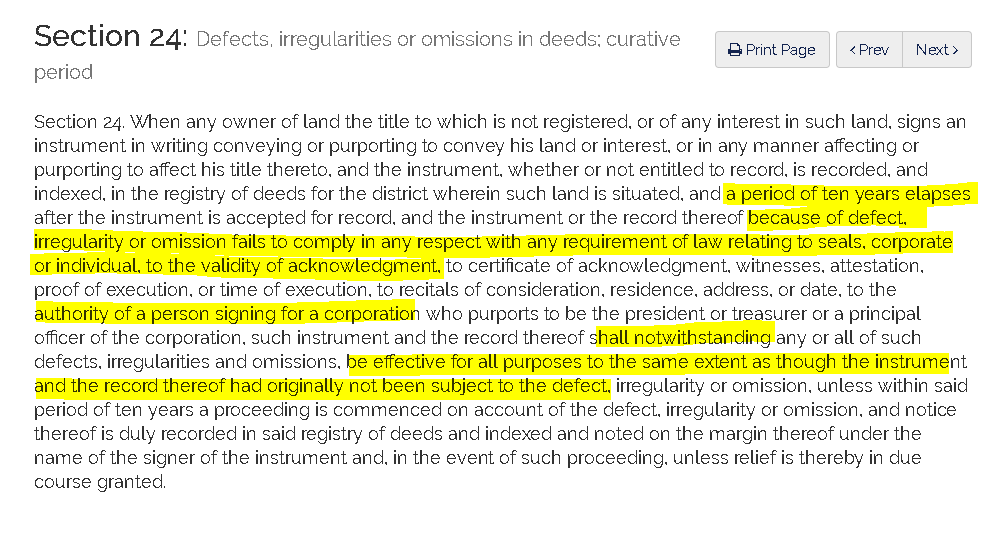 Section 24: Defects, irregularities or omissions in deeds; curative
period
Print Page
Prev
Next
Section 24. When any owner of land the title to which is not registered, or of any interest in such land, signs an
instrument in writing conveying or purporting to convey his land or interest, or in any manner affecting or
purporting to affect his title thereto, and the instrument, whether or not entitled to record, is recorded, and
indexed, in the registry of deeds for the district wherein such land is situated, and a period of ten years elapses
after the instrument is accepted for record, and the instrument or the record thereof because of defect,
irregularity or omission fails to comply in any respect with any requirement of law relating to seals, corporate
or individual, to the validity of acknowledgment, to certificate of acknowledgment, witnesses, attestation,
proof of execution, or time of execution, to recitals of consideration, residence, address, or date, to the
authority of a person signing for a corporation who purports to be the president or treasurer or a principal
officer of the corporation, such instrument and the record thereof shall notwithstanding any or all of such
defects, irregularities and omissions, be effective for all purposes to the same extent as though the instrument
and the record thereof had originally not been subject to the defect, irregularity or omission, unless within said
period of ten years a proceeding is commenced on account of the defect, irregularity or omission, and notice
thereof is duly recorded in said registry of deeds and indexed and noted on the margin thereof under the
name of the signer of the instrument and, in the event of such proceeding, unless relief is thereby in due
course granted.